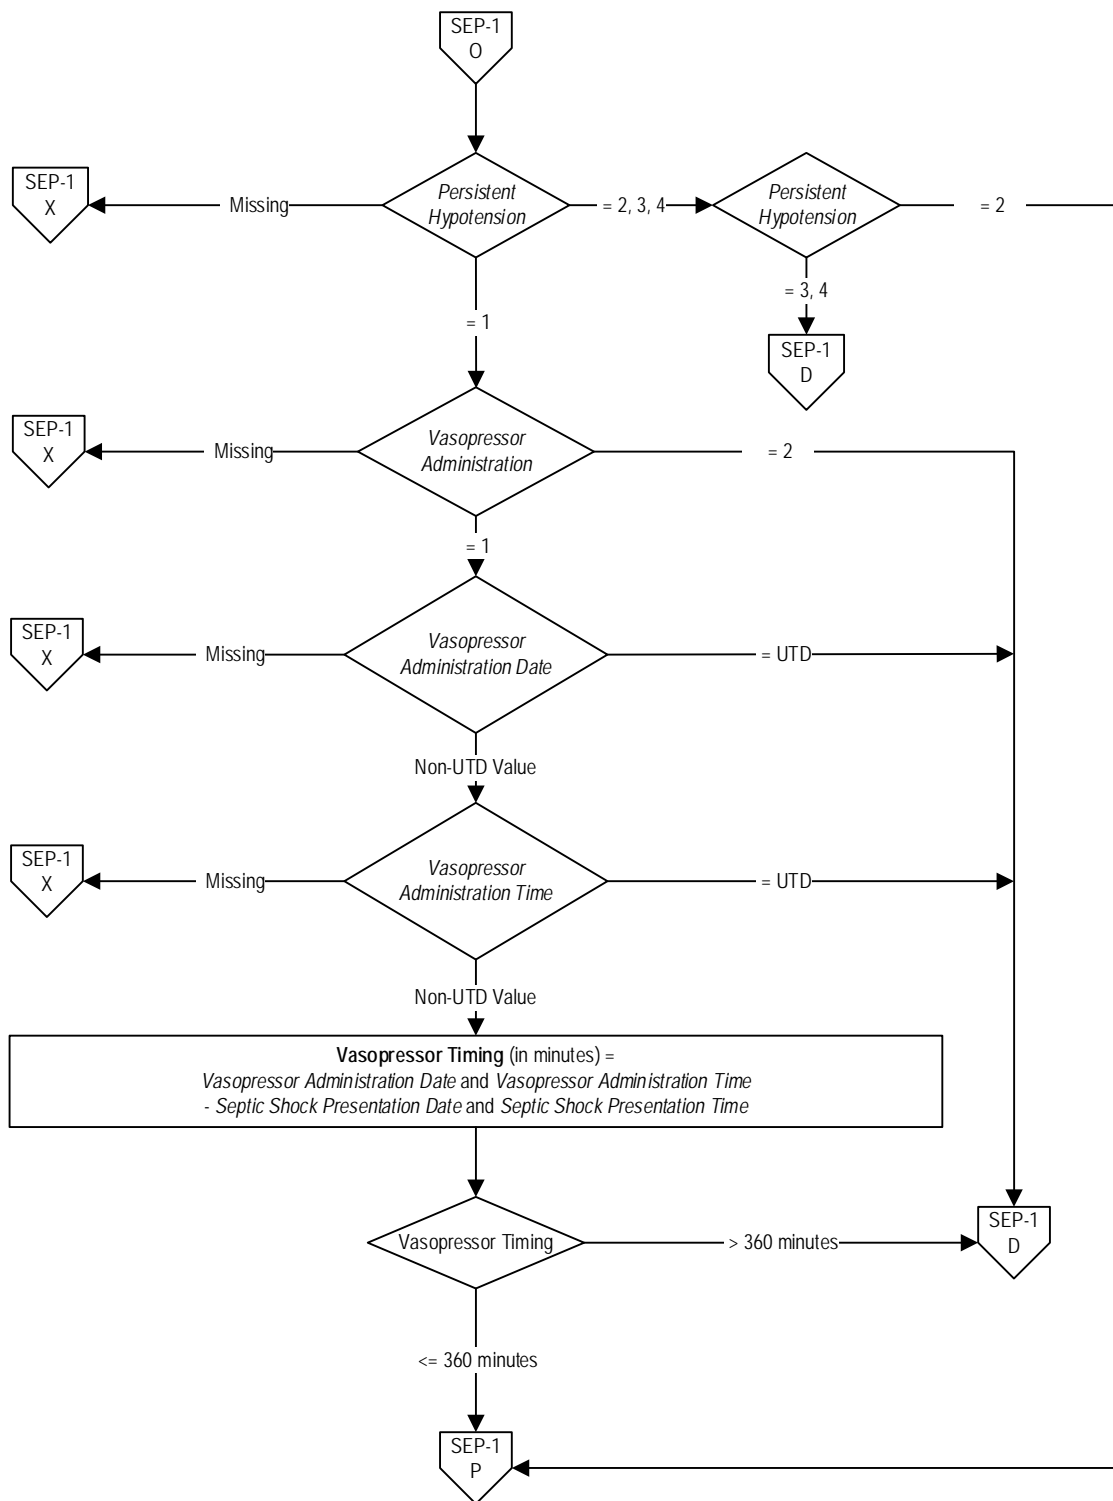 SEP-1
O
SEP-1
X
Missing
Persistent
Hypotension
= 2, 3, 4
Persistent
Hypotension
= 2
= 3, 4
= 1
SEP-1
D
SEP-1
X
Missing
Vasopressor
Administration
= 2
= 1
SEP-1
X
Missing
Vasopressor
Administration Date
= UTD
Non-UTD Value
SEP-1
X
Missing
Vasopressor
Administration Time
= UTD
Non-UTD Value
Vasopressor Timing (in minutes) =
Vasopressor Administration Date and Vasopressor Administration Time
- Septic Shock Presentation Date and Septic Shock Presentation Time
Vasopressor Timing
> 360 minutes
SEP-1
D
<= 360 minutes
SEP-1
P